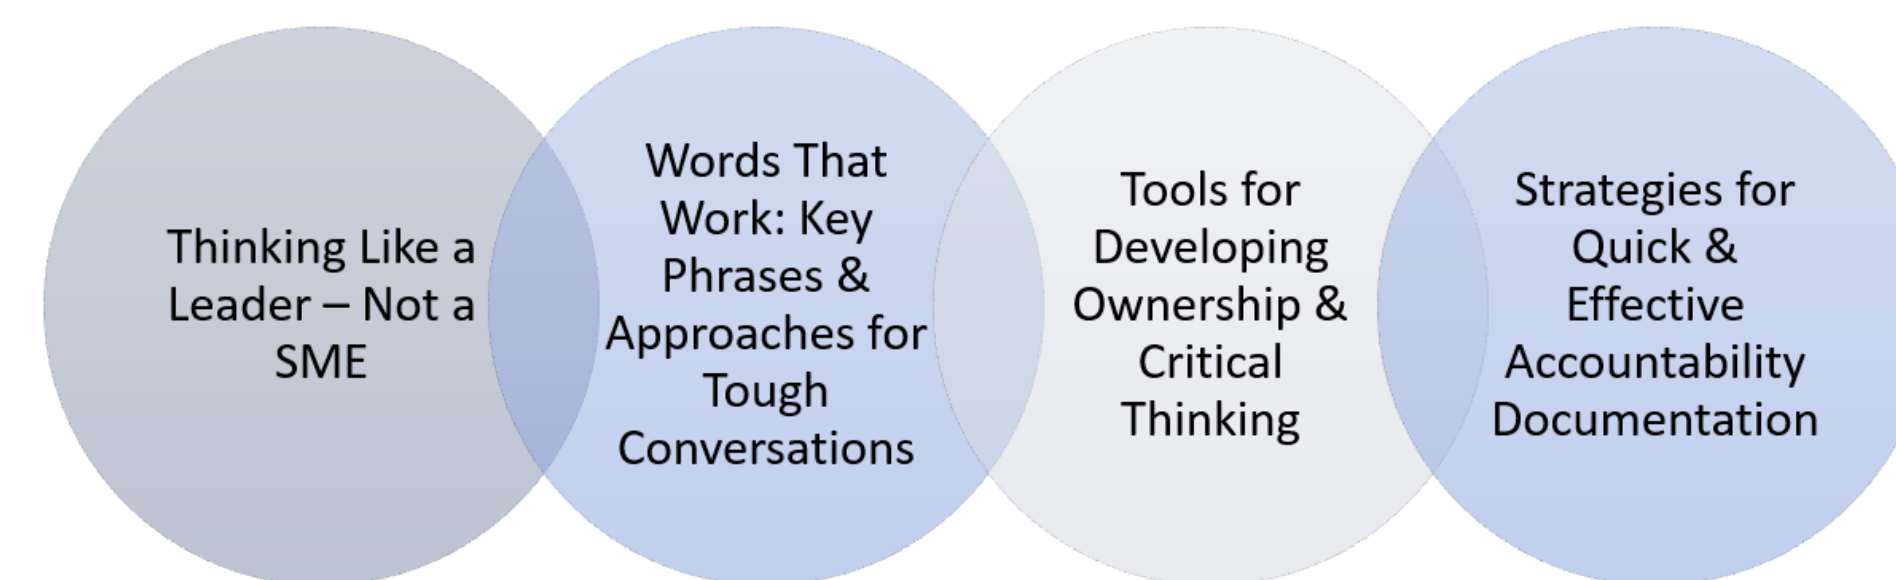 Thinking Like a
Leader – Not a
SME
Words That
Work: Key
Phrases &
Approaches for
Tough
Conversations
Tools for
Developing
Ownership &
Critical
Thinking
Strategies for
Quick &
Effective
Accountability
Documentation